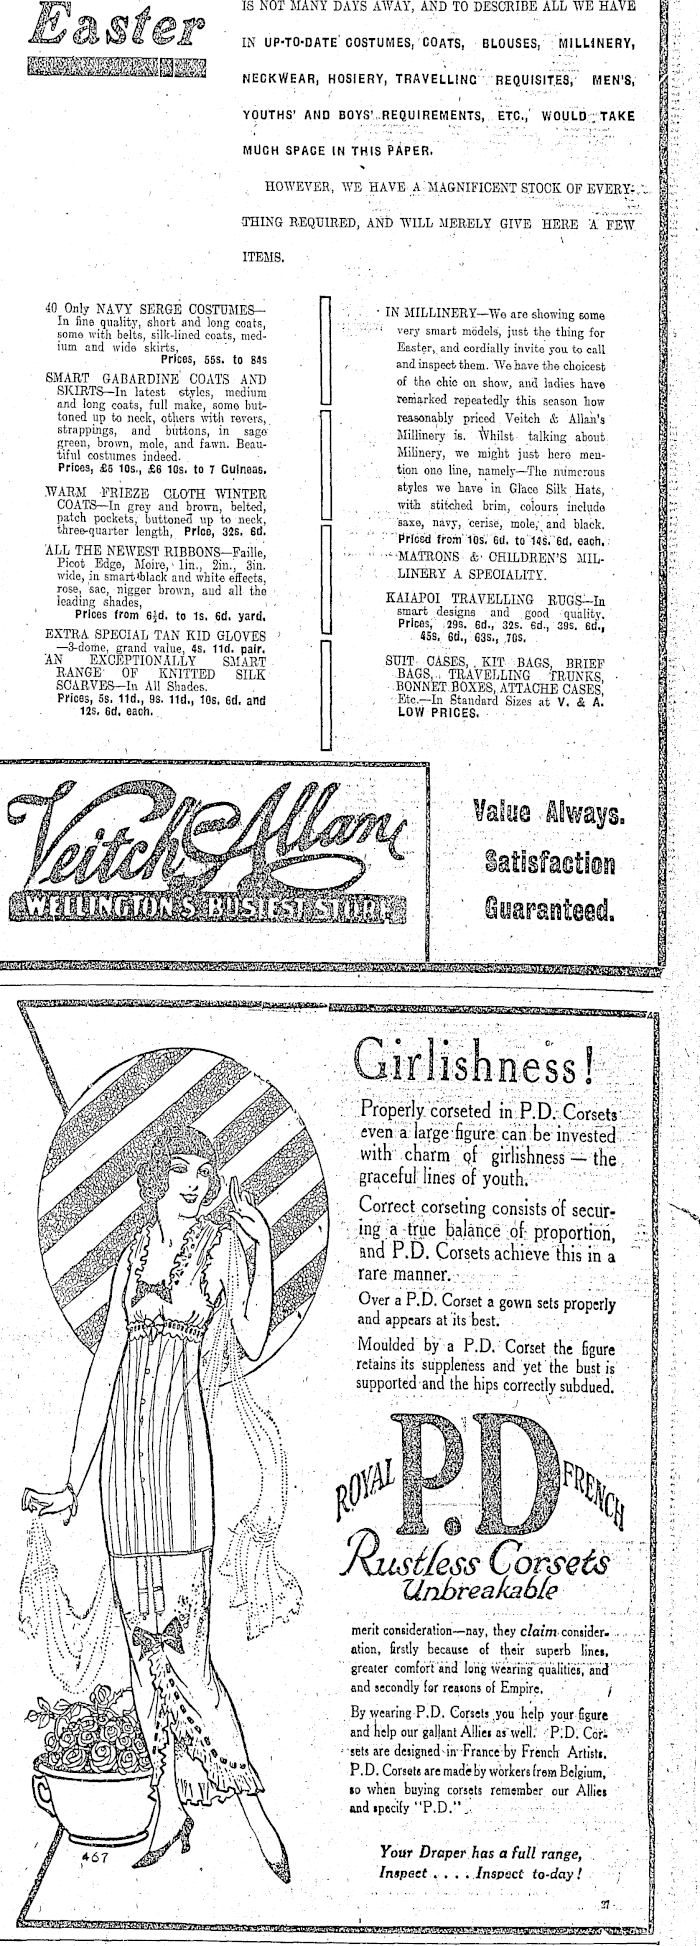 Easter
IS NOT MANY DAYS AWAY, AND TO DESCRIBE ALL WE HAVE
IN UP-TO-DATE COSTUMES, COATS, BLOUSES, MILLINERY,
NECKWEAR, HOSIERY, TRAVELLING REQUISITES, MEN'S,
YOUTHS' AND BOYS' REQUIREMENTS, ETC., WOULD TAKE
MUCH SPACE IN THIS PAPER.
HOWEVER, WE HAVE A MAGNIFICENT STOCK OF EVERY-
THING REQUIRED, AND WILL MERELY GIVE HERE A FEW
ITEMS.
40 Only NAVY SERGE COSTUMES—
In fine quality, short and long coats,
some with belts, silk-lined coats, med-
ium and wide skirts,
Prices, 55s. to 84s
SMART GABARDINE COATS AND
SKIRTS—In latest styles, medium
and long coats, full make, some but-
toned up to neck, others with revers,
strappings, and buttons, in sage
green, brown, mole, and fawn. Beau-
tiful costumes indeed.
Prices, £5 10s., £6 10s. to 7 Guineas.
WARM FRIEZE CLOTH WINTER
COATS—In grey and brown, belted,
patch pockets, buttoned up to neck,
three-quarter length, Price, 32s. 6d.
ALL THE NEWEST RIBBONS—Faille,
Picot Edge, Moire, 1in., 2in., 3in.
wide, in smart black and white effects,
rose, sac, nigger brown, and all the
leading shades,
Prices from 6½d. to 1s. 6d. yard.
EXTRA SPECIAL TAN KID GLOVES
—3-dome, grand value, 4s. 11d. pair.
AN EXCEPTIONALLY SMART
RANGE OF KNITTED SILK
SCARVES—In All Shades.
Prices, 5s. 11d., 9s. 11d., 10s. 6d. and
12s. 6d. each.
IN MILLINERY—We are showing some
very smart models, just the thing for
Easter, and cordially invite you to call
and inspect them. We have the choicest
of the chic on show, and ladies have
remarked repeatedly this season how
reasonably priced Veitch & Allan's
Millinery is. Whilst talking about
Milinery, we might just here men-
tion one line, namely—The numerous
styles we have in Glace Silk Hats,
with stitched brim, colours include
saxe, navy, cerise, mole, and black.
Priced from 10s. 6d. to 14s. 6d. each.
MATRONS & CHILDREN'S MIL-
LINERY A SPECIALITY.
KAIAPOI TRAVELLING RUGS—In
smart designs and good quality.
Prices, 29s. 6d., 32s. 6d., 39s. 6d.,
45s. 6d., 63s., 70s.
SUIT CASES, KIT BAGS, BRIEF
BAGS, TRAVELLING TRUNKS,
BONNET BOXES, ATTACHE CASES,
Etc.—In Standard Sizes at V. & A.
LOW PRICES.
Veitch and Allan
WELLINGTON'S BUSIEST STORE
Value Always.
Satisfaction
Guaranteed.
Girlishness!
Properly corseted in P.D. Corsets
even a large figure can be invested
with charm of girlishness — the
graceful lines of youth.
Correct corseting consists of secur-
ing a true balance of proportion,
and P.D. Corsets achieve this in a
rare manner.
Over a P.D. Corset a gown sets properly
and appears at its best.
Moulded by a P.D. Corset the figure
retains its suppleness and yet the bust is
supported and the hips correctly subdued.
ROYAL P.D FRENCH
Rustless Corsets
Unbreakable
merit consideration—nay, they claim consider-
ation, firstly because of their superb lines,
greater comfort and long wearing qualities, and
and secondly for reasons of Empire.
By wearing P.D. Corsets you help your figure
and help our gallant Allies as well. P.D. Cor-
sets are designed in France by French Artists.
P.D. Corsets are made by workers from Belgium,
so when buying corsets remember our Allies
and specify "P.D."
Your Draper has a full range,
Inspect . . . . Inspect to-day!
467
27